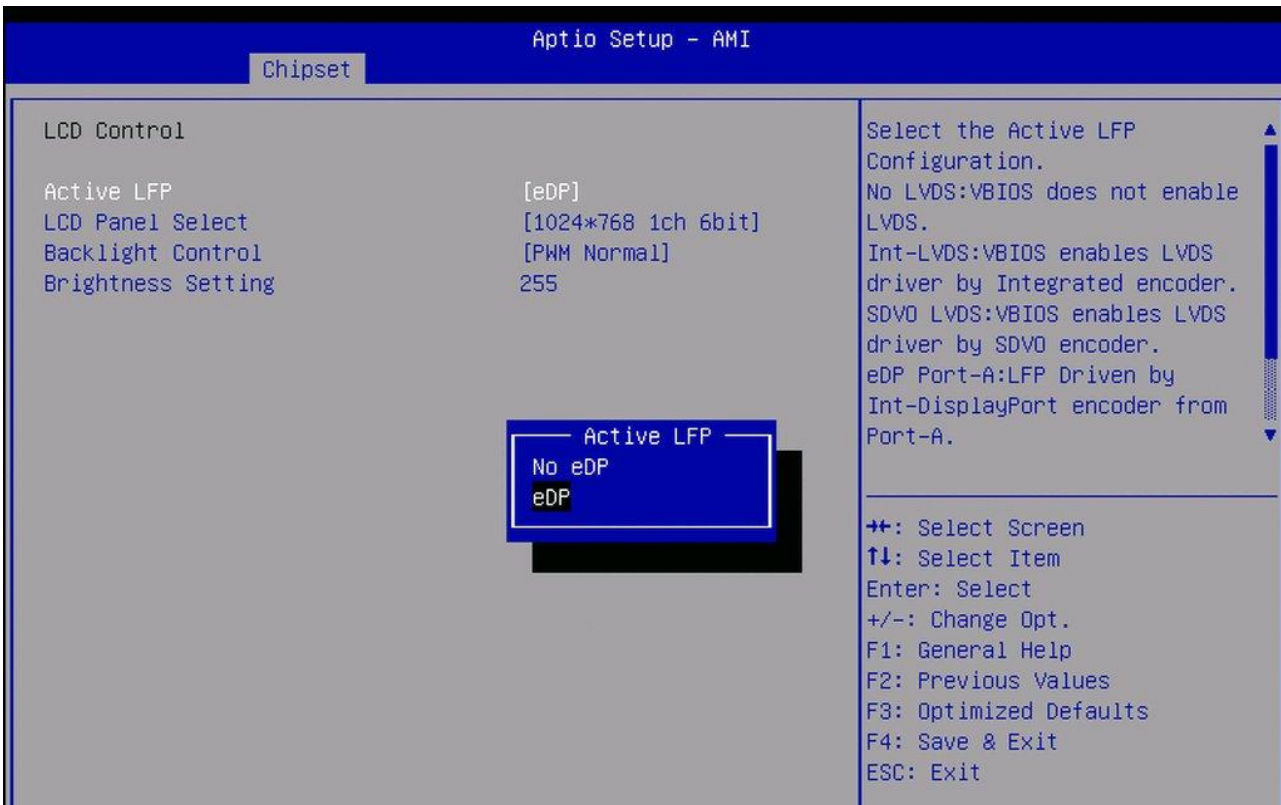 Aptio Setup - AMI
Chipset
LCD Control
Active LFP [eDP]
LCD Panel Select [1024*768 1ch 6bit]
Backlight Control [PWM Normal]
Brightness Setting 255
Active LFP
No eDP
eDP
Select the Active LFP
Configuration.
No LVDS:VBIOS does not enable
LVDS.
Int-LVDS:VBIOS enables LVDS
driver by Integrated encoder.
SDVO LVDS:VBIOS enables LVDS
driver by SDVO encoder.
eDP Port-A:LFP Driven by
Int-DisplayPort encoder from
Port-A.
→←: Select Screen
↑↓: Select Item
Enter: Select
+/-: Change Opt.
F1: General Help
F2: Previous Values
F3: Optimized Defaults
F4: Save & Exit
ESC: Exit